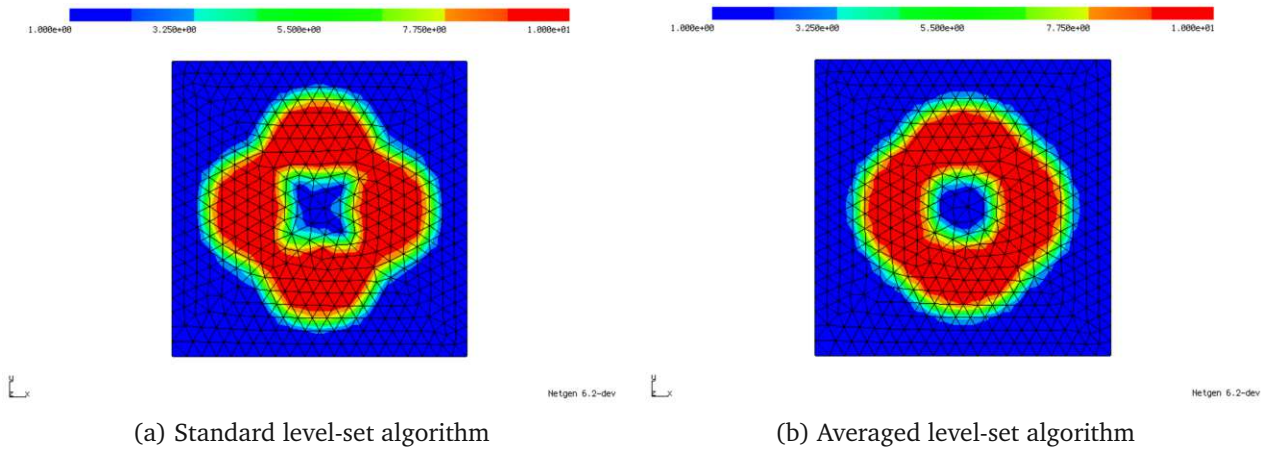 1.000e+00 3.250e+00 5.500e+00 7.750e+00 1.000e+01
y
z x
Netgen 6.2-dev
(a) Standard level-set algorithm
1.000e+00 3.250e+00 5.500e+00 7.750e+00 1.000e+01
y
z x
Netgen 6.2-dev
(b) Averaged level-set algorithm